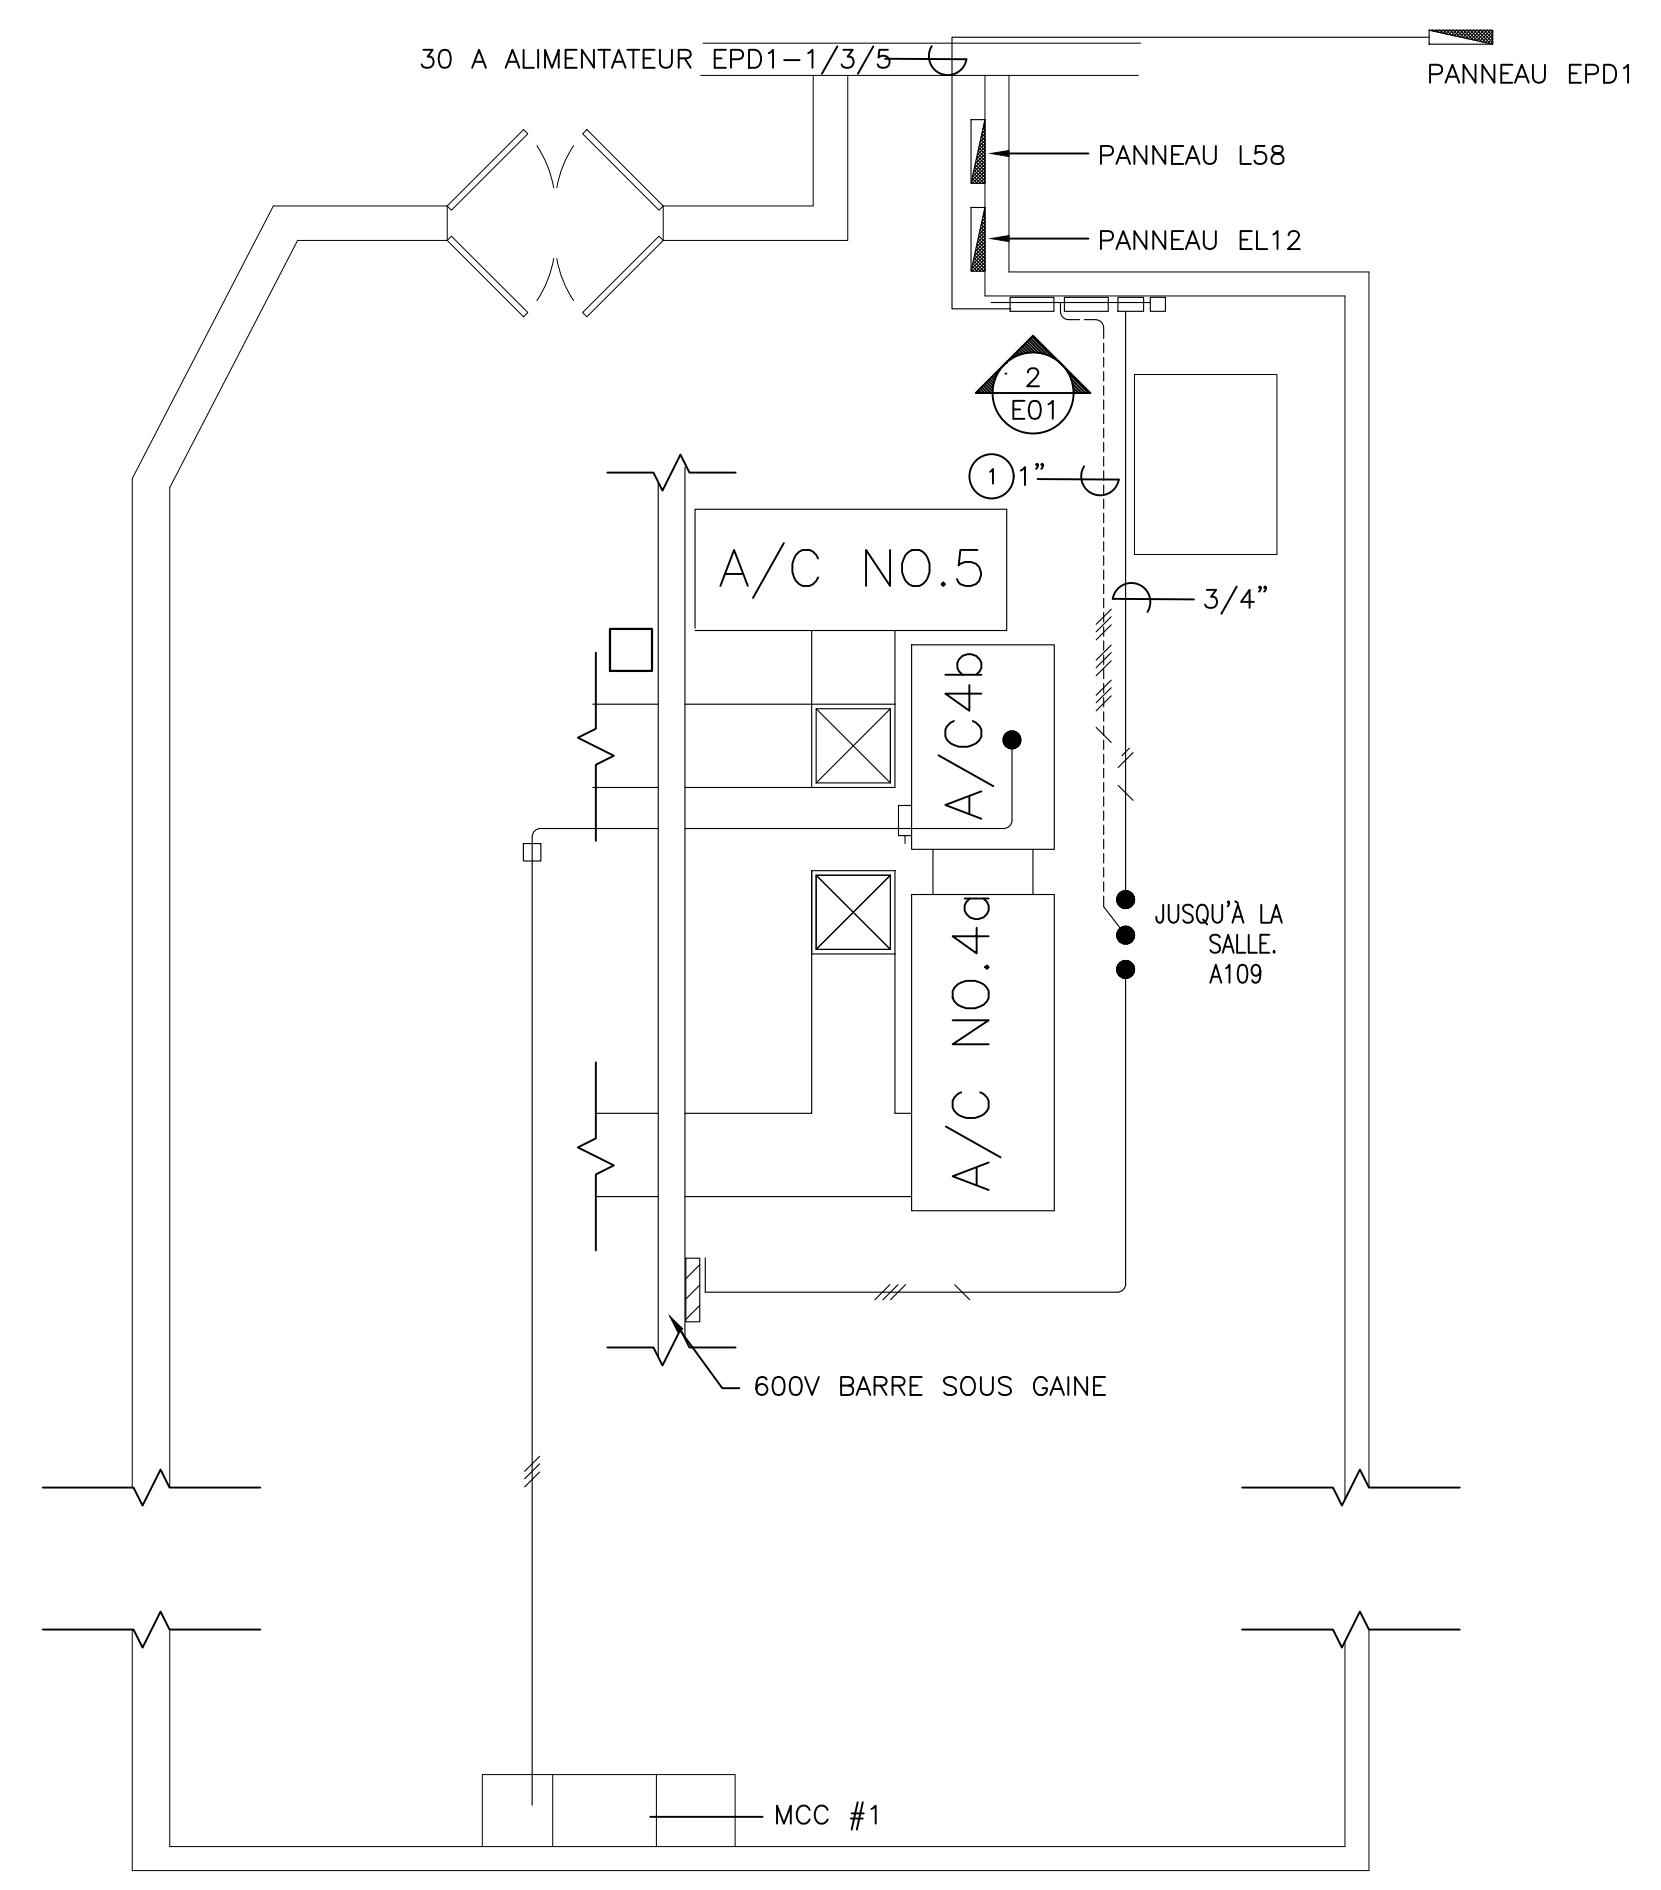 30 A ALIMENTATEUR EPD1-1/3/5
PANNEAU EPD1
PANNEAU L58
PANNEAU EL12
2
E01
1 1"
A/C NO.5
3/4"
A/C4b
A/C NO.4a
JUSQU'À LA
SALLE.
A109
600V BARRE SOUS GAINE
MCC #1